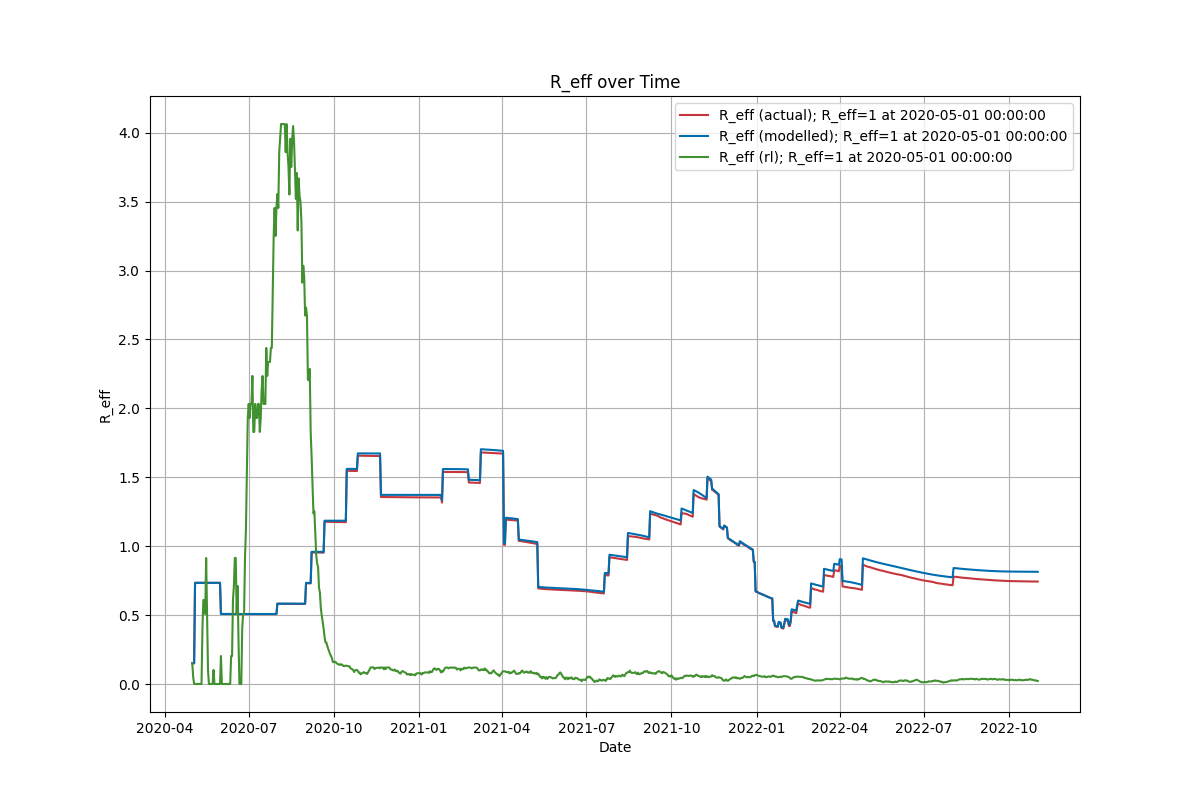 R_eff over Time
R_eff (actual); R_eff=1 at 2020-05-01 00:00:00
R_eff (modelled); R_eff=1 at 2020-05-01 00:00:00
R_eff (rl); R_eff=1 at 2020-05-01 00:00:00
4.0
3.5
3.0
2.5
2.0
1.5
1.0
0.5
0.0
R_eff
2020-04 2020-07 2020-10 2021-01 2021-04 2021-07 2021-10 2022-01 2022-04 2022-07 2022-10
Date